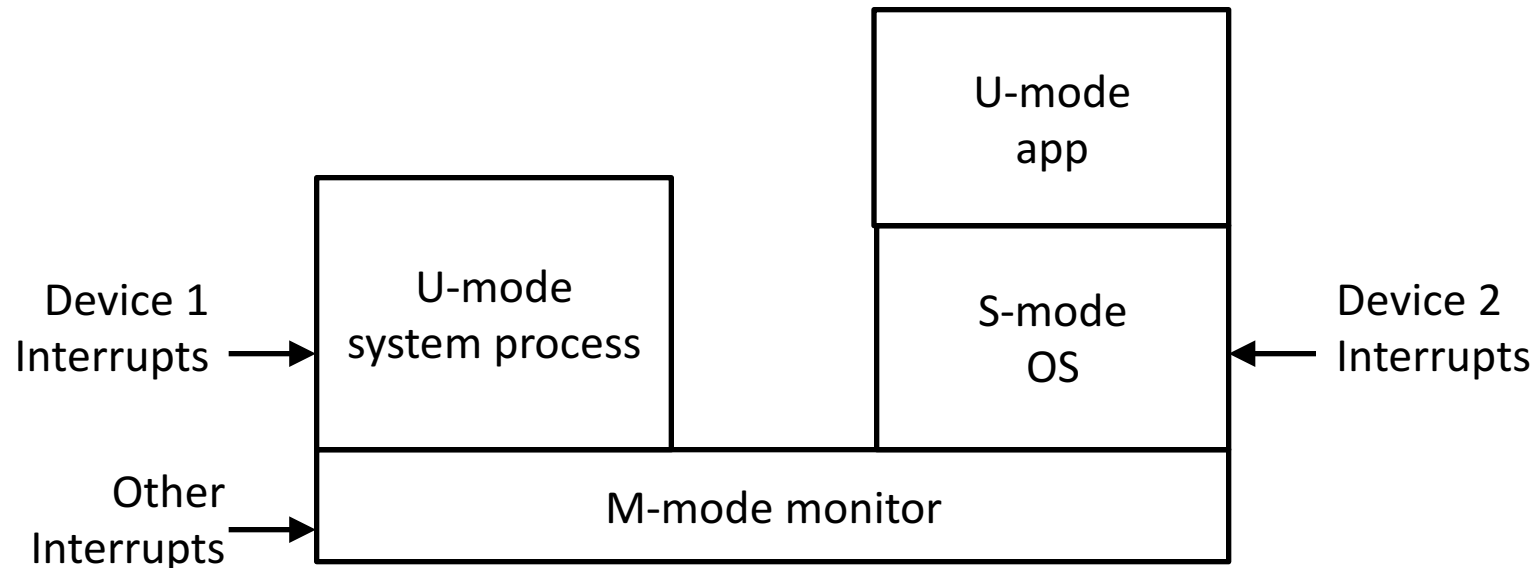 U-mode
app
U-mode
system process
Device 1
Interrupts
S-mode
OS
Device 2
Interrupts
Other
Interrupts
M-mode monitor